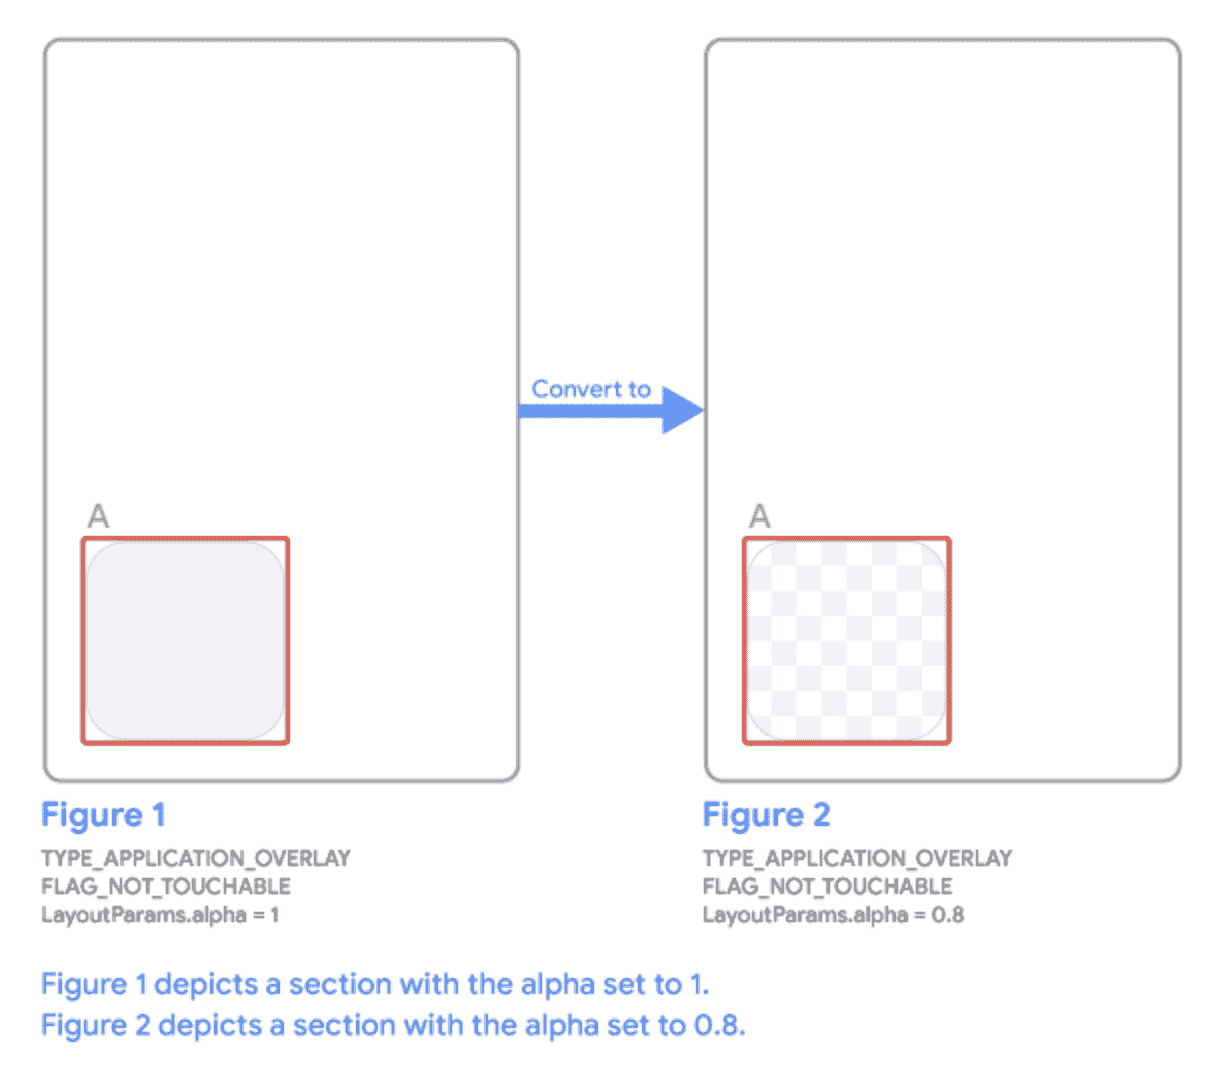 Convert to
A
A
Figure 1
TYPE_APPLICATION_OVERLAY
FLAG_NOT_TOUCHABLE
LayoutParams.alpha = 1
Figure 2
TYPE_APPLICATION_OVERLAY
FLAG_NOT_TOUCHABLE
LayoutParams.alpha = 0.8
Figure 1 depicts a section with the alpha set to 1.
Figure 2 depicts a section with the alpha set to 0.8.